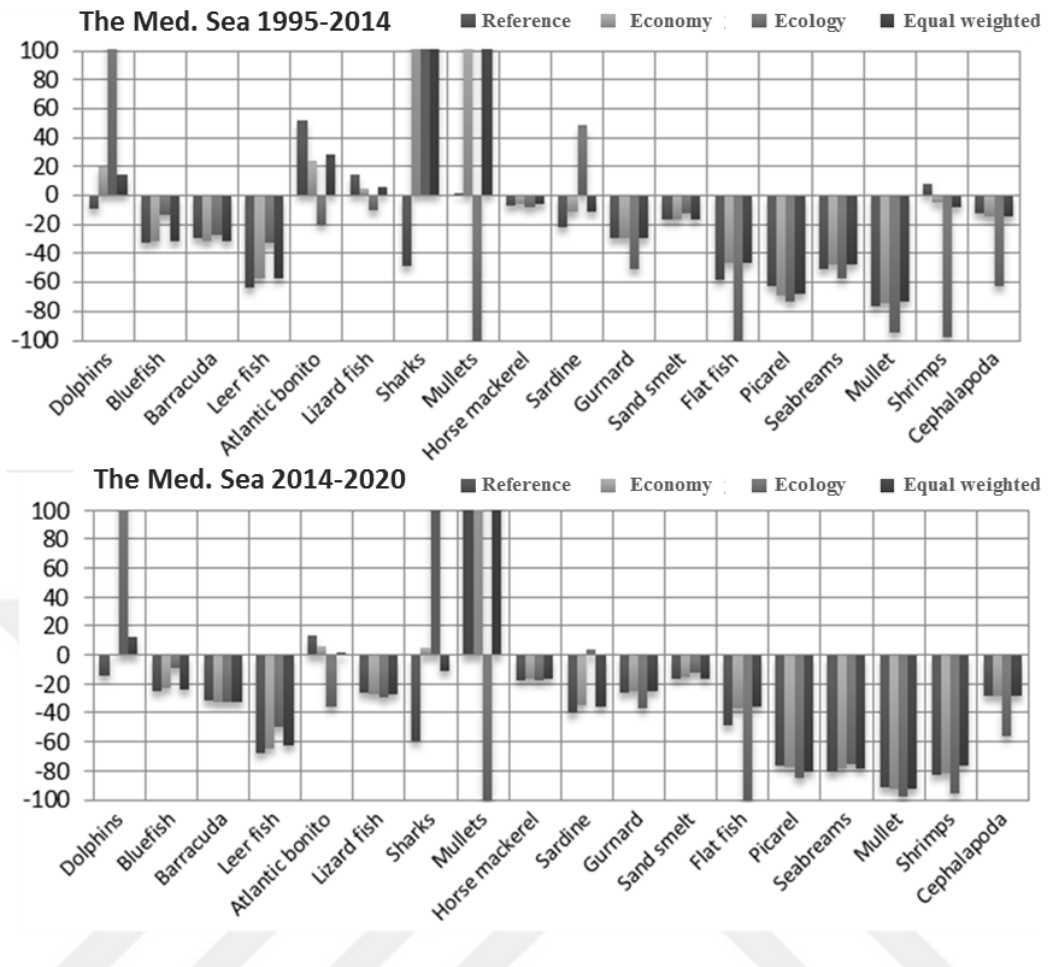 The Med. Sea 1995-2014
Reference Economy : Ecology Equal weighted
100
80
60
40
20
0
-20
-40
-60
-80
-100
Dolphins
Bluefish
Barracuda
Leer fish
Atlantic bonito
Lizard fish
Sharks
Mullets
Horse mackerel
Sardine
Gurnard
Sand smelt
Flat fish
Picarel
Seabreams
Mullet
Shrimps
Cephalapoda
The Med. Sea 2014-2020
Reference Economy : Ecology Equal weighted
100
80
60
40
20
0
-20
-40
-60
-80
-100
Dolphins
Bluefish
Barracuda
Leer fish
Atlantic bonito
Lizard fish
Sharks
Mullets
Horse mackerel
Sardine
Gurnard
Sand smelt
Flat fish
Picarel
Seabreams
Mullet
Shrimps
Cephalapoda